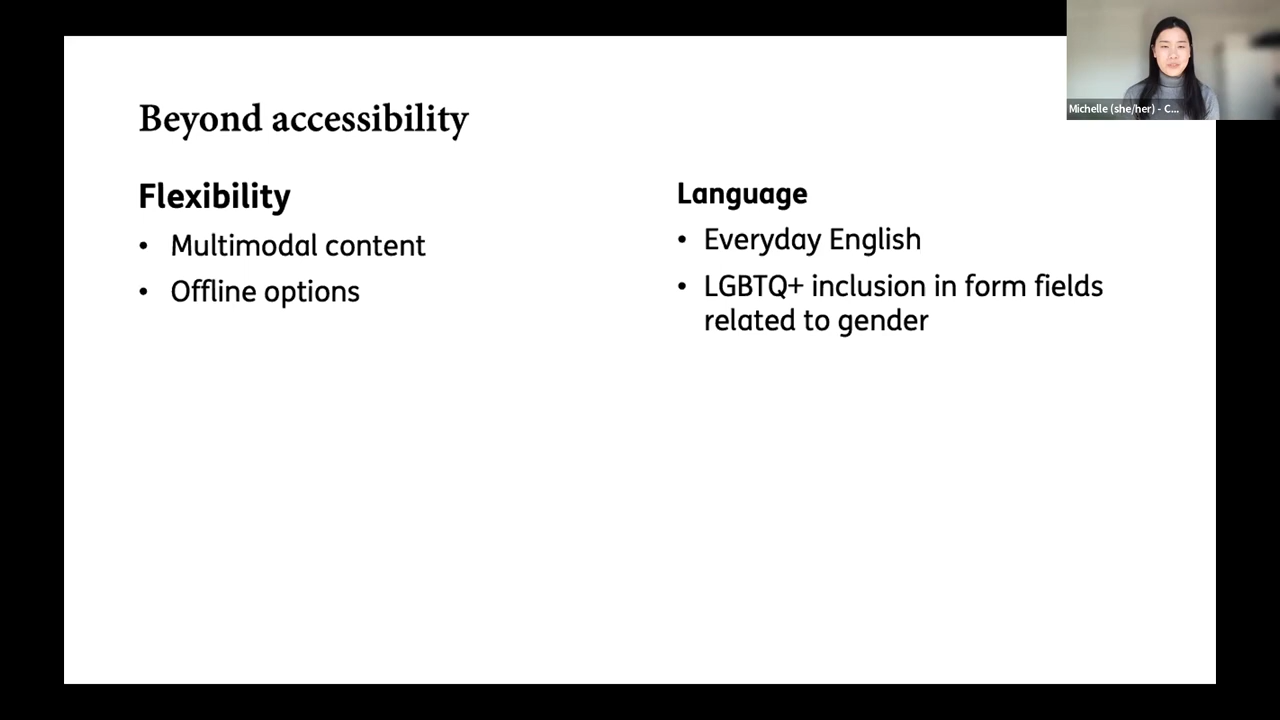 Beyond accessibility
Flexibility
• Multimodal content
• Offline options
Language
• Everyday English
• LGBTQ+ inclusion in form fields
related to gender
Michelle (she/her) - C...